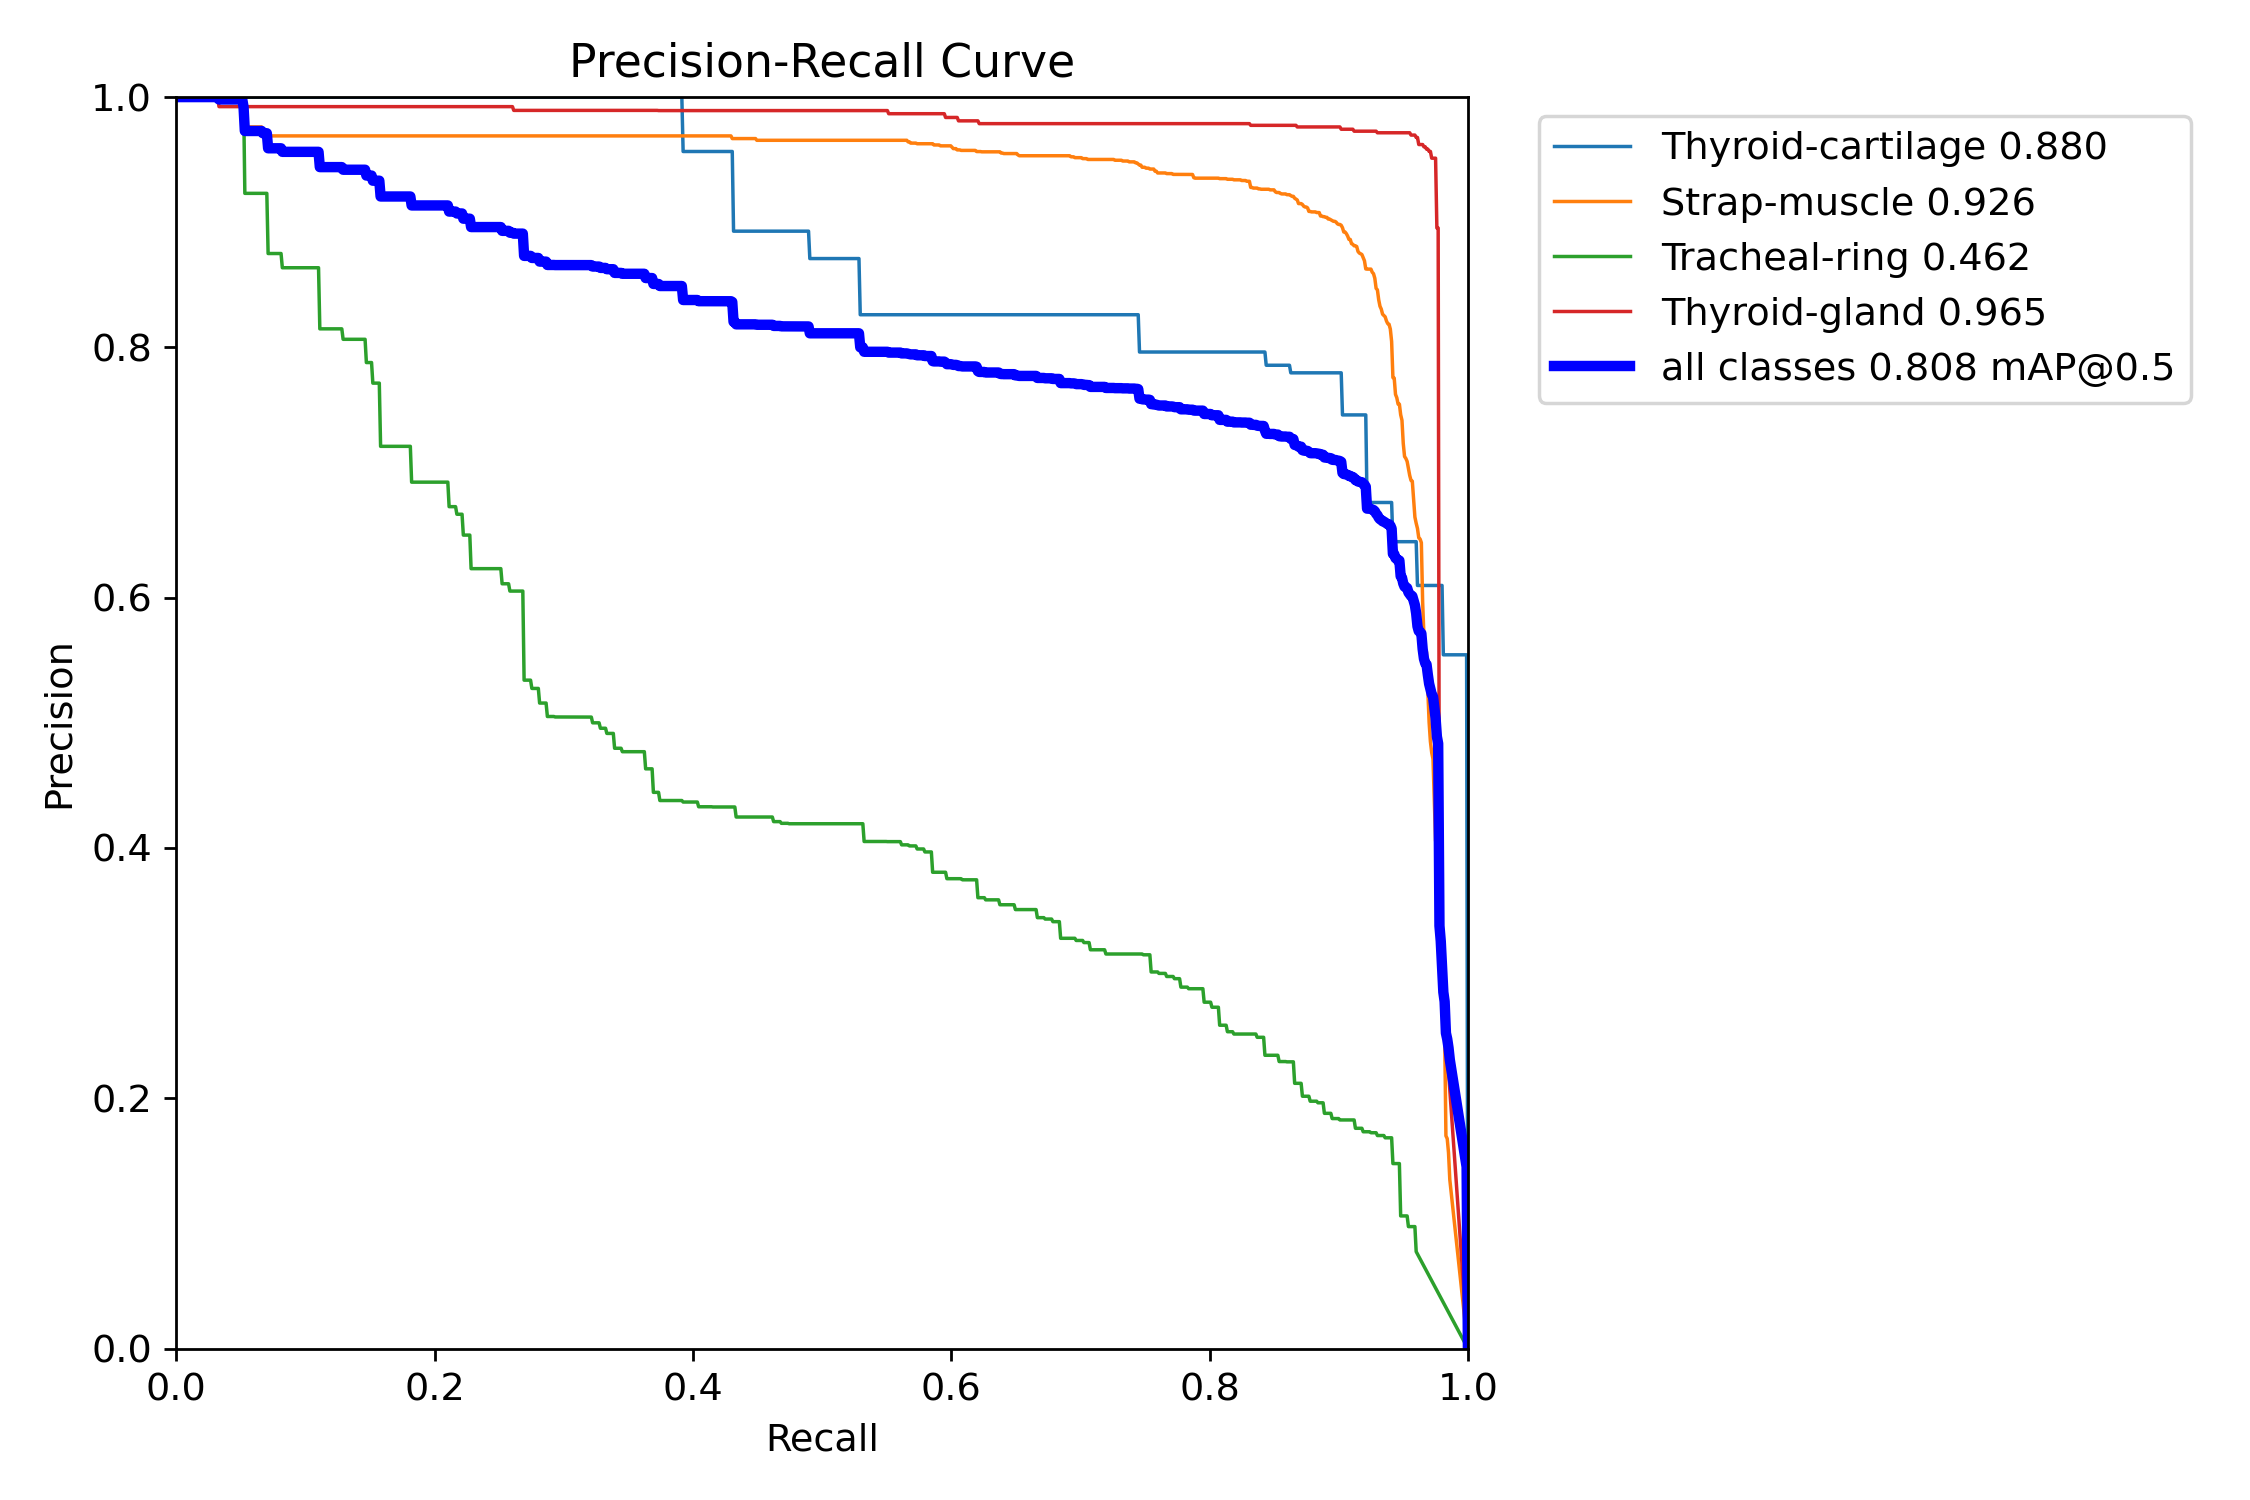 Precision-Recall Curve
1.0
0.8
0.6
0.4
0.2
0.0
Precision
0.0 0.2 0.4 0.6 0.8 1.0
Recall
Thyroid-cartilage 0.880
Strap-muscle 0.926
Tracheal-ring 0.462
Thyroid-gland 0.965
all classes 0.808 mAP@0.5